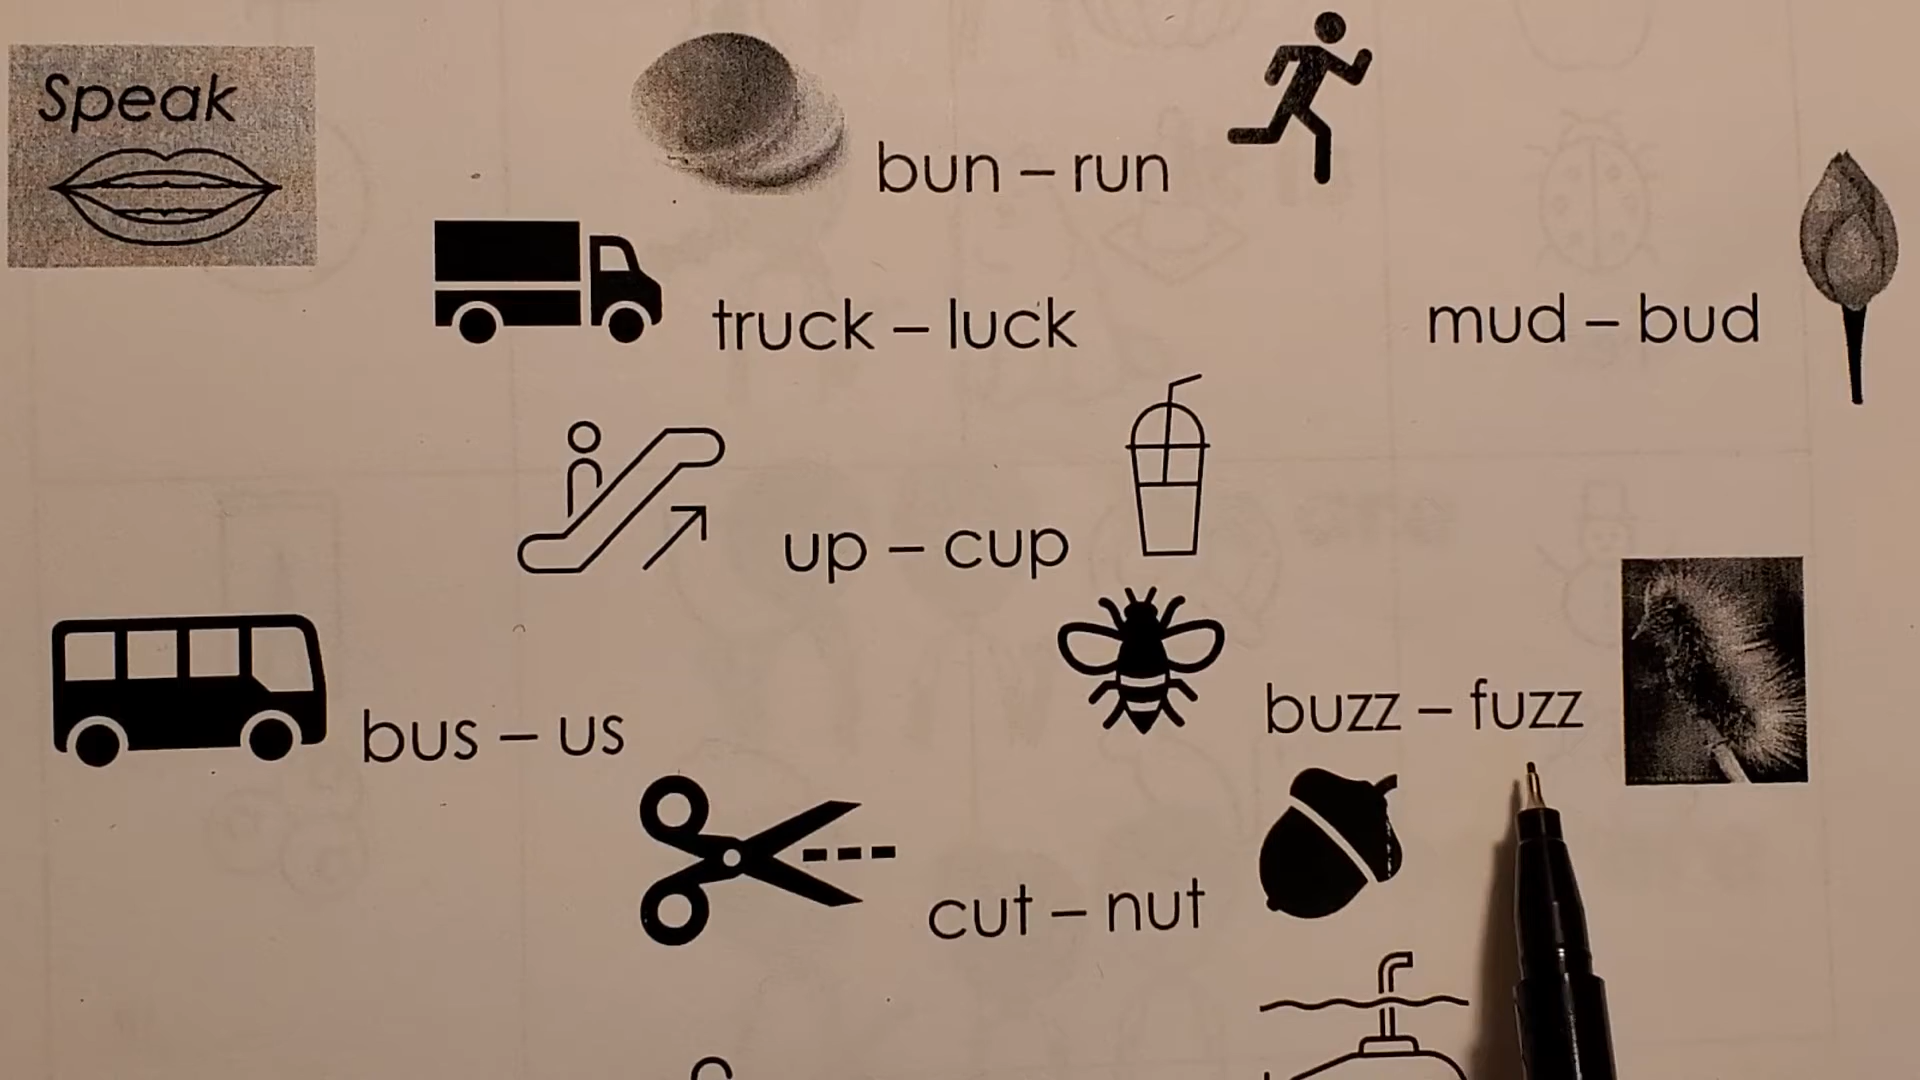 Speak
bun – run
truck – luck
mud – bud
up – cup
bus – us
buzz – fuzz
cut – nut